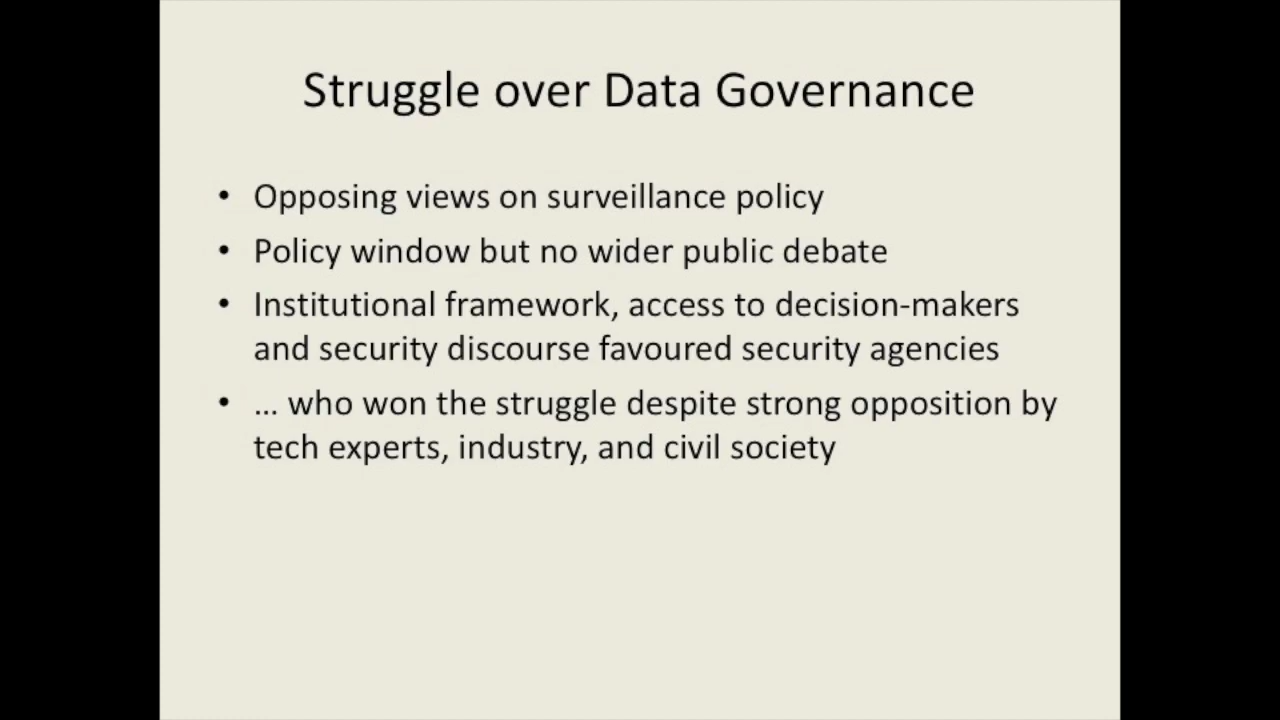 Struggle over Data Governance
• Opposing views on surveillance policy
• Policy window but no wider public debate
• Institutional framework, access to decision-makers
and security discourse favoured security agencies
• … who won the struggle despite strong opposition by
tech experts, industry, and civil society